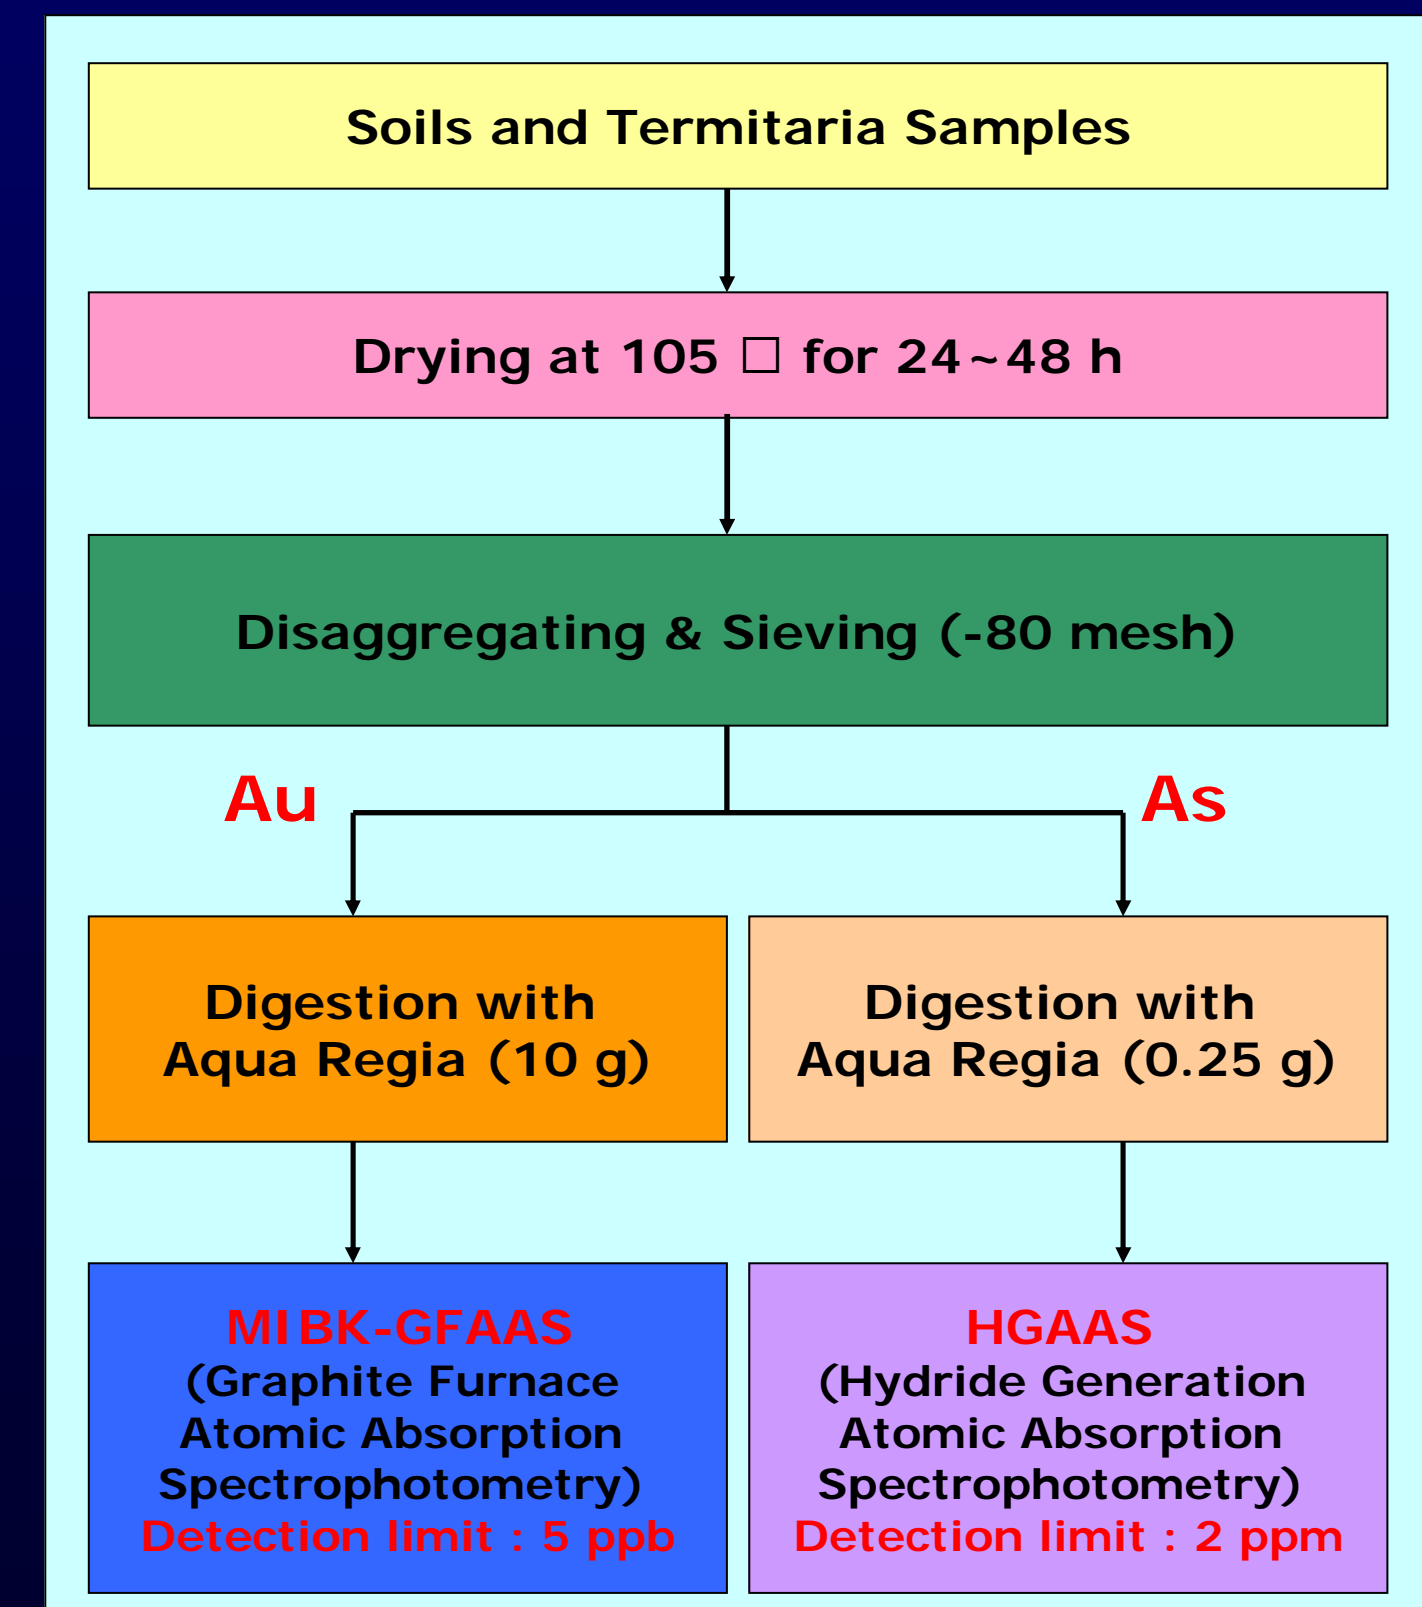 Soils and Termitaria Samples
Drying at 105 □ for 24~48 h
Disaggregating & Sieving (-80 mesh)
Au
As
Digestion with
Aqua Regia (10 g)
Digestion with
Aqua Regia (0.25 g)
MIBK-GFAAS
(Graphite Furnace
Atomic Absorption
Spectrophotometry)
Detection limit : 5 ppb
HGAAS
(Hydride Generation
Atomic Absorption
Spectrophotometry)
Detection limit : 2 ppm